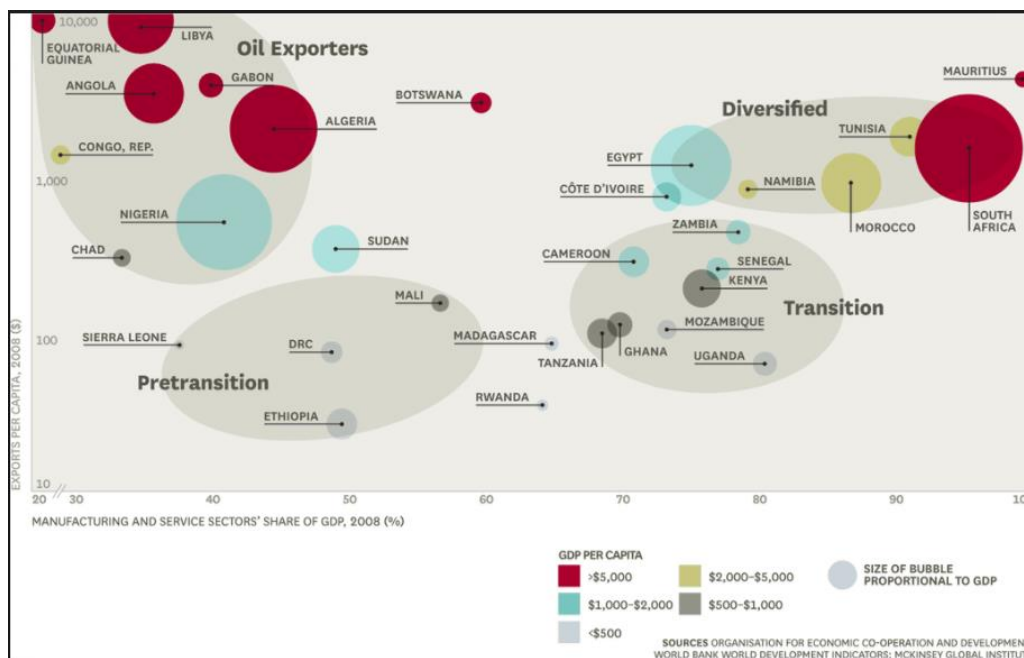 10,000
EQUATORIAL
GUINEA
LIBYA
Oil Exporters
ANGOLA
GABON
ALGERIA
BOTSWANA
MAURITIUS
Diversified
TUNISIA
CONGO, REP.
EGYPT
1,000
CÔTE D'IVOIRE
NAMIBIA
NIGERIA
ZAMBIA
MOROCCO
SOUTH
AFRICA
CHAD
SUDAN
CAMEROON
SENEGAL
KENYA
MALI
Transition
SIERRA LEONE
100
DRC
MADAGASCAR
MOZAMBIQUE
TANZANIA
GHANA
UGANDA
Pretransition
RWANDA
ETHIOPIA
EXPORTS PER CAPITA, 2008 ($)
10
20 // 30 40 50 60 70 80 90 100
MANUFACTURING AND SERVICE SECTORS' SHARE OF GDP, 2008 (%)
GDP PER CAPITA
>$5,000
$2,000–$5,000
SIZE OF BUBBLE
PROPORTIONAL TO GDP
$1,000–$2,000
$500–$1,000
<$500
SOURCES ORGANISATION FOR ECONOMIC CO-OPERATION AND DEVELOPMEN
WORLD BANK WORLD DEVELOPMENT INDICATORS; MCKINSEY GLOBAL INSTITUT